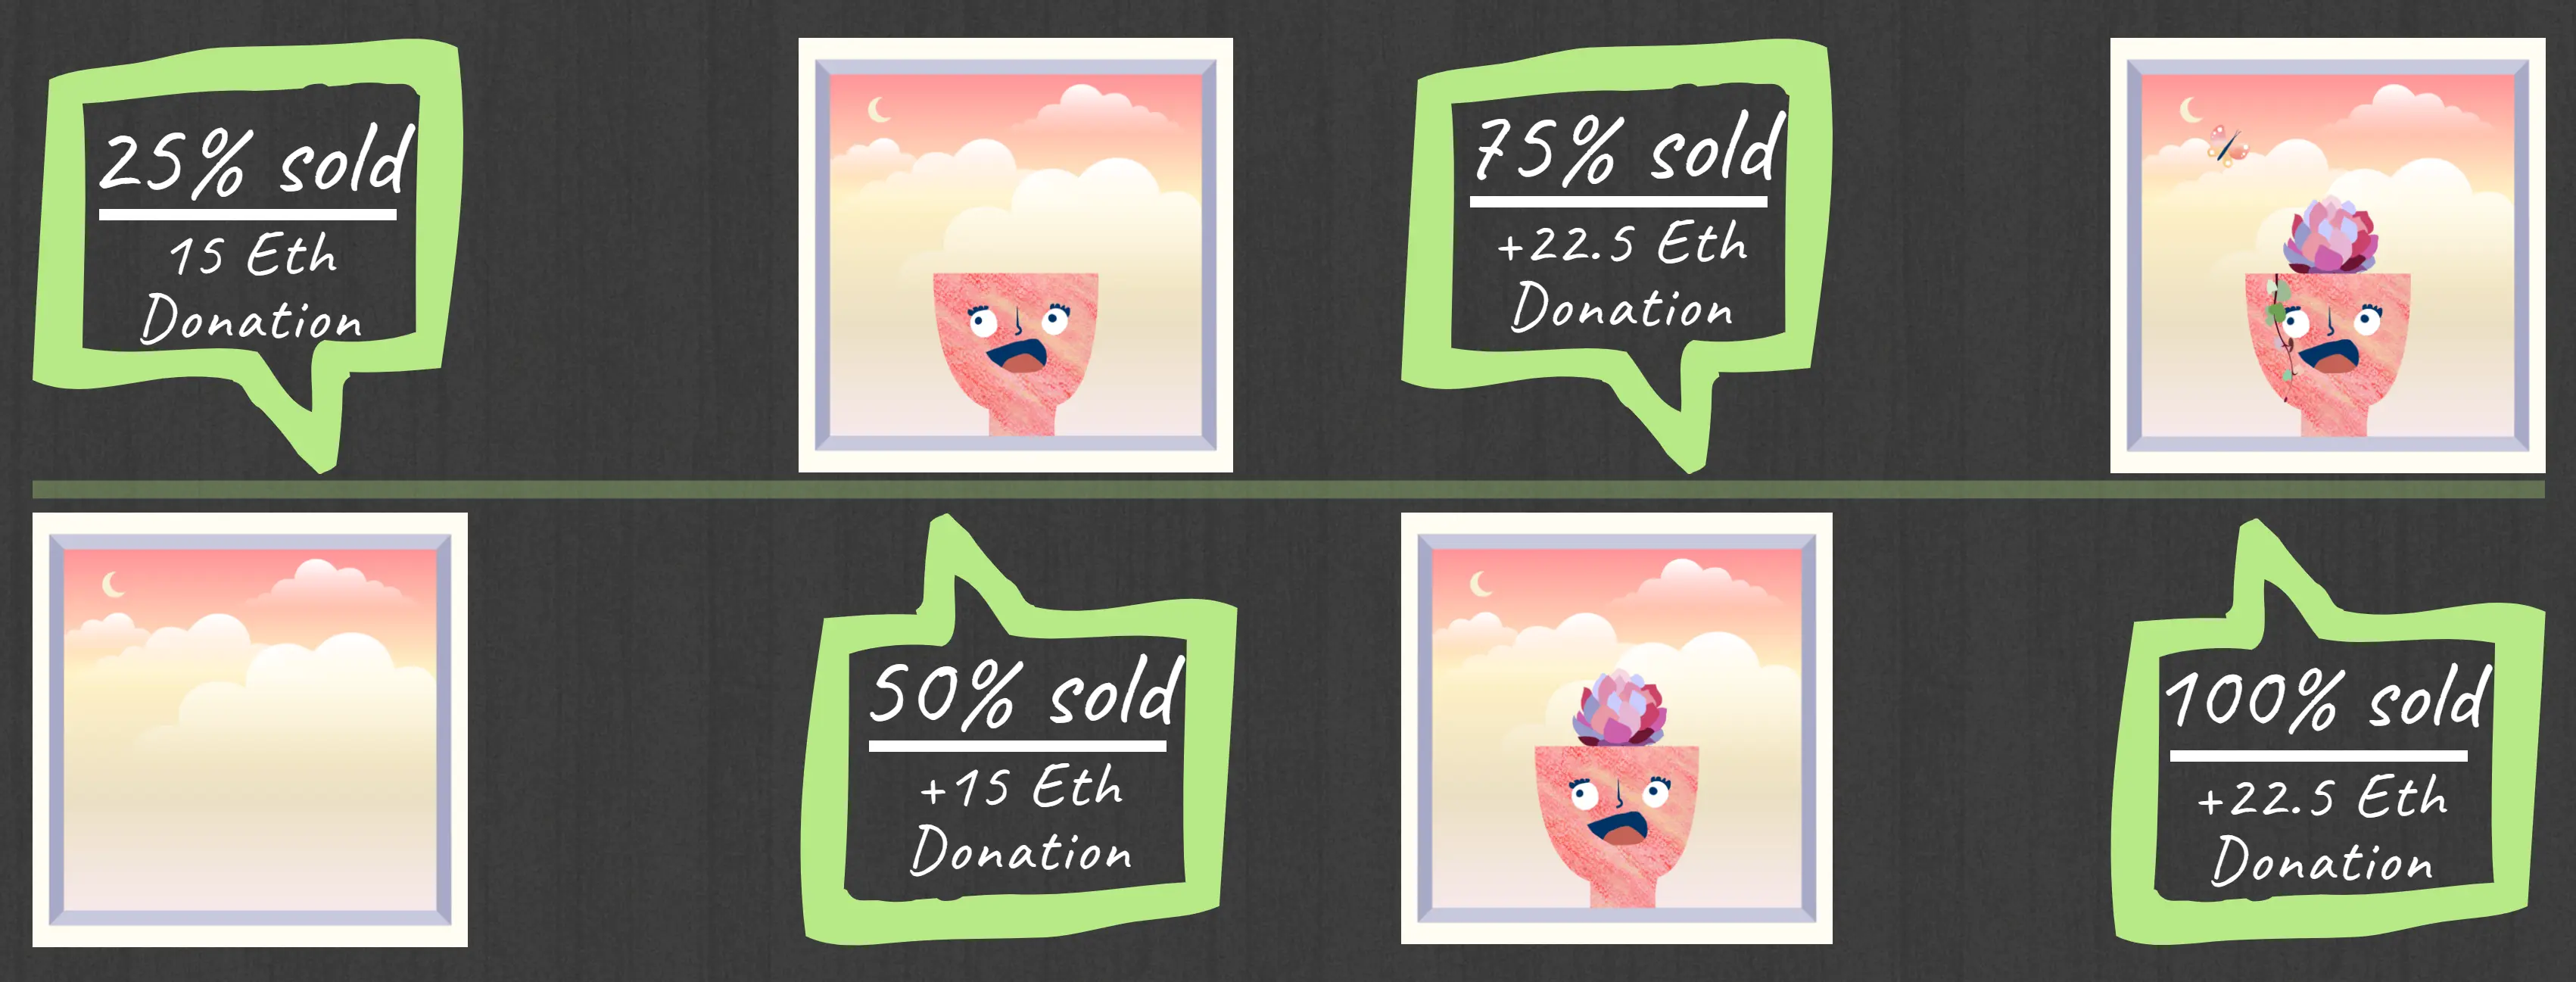 25% sold
15 Eth
Donation
50% sold
+15 Eth
Donation
75% sold
+22.5 Eth
Donation
100% sold
+22.5 Eth
Donation